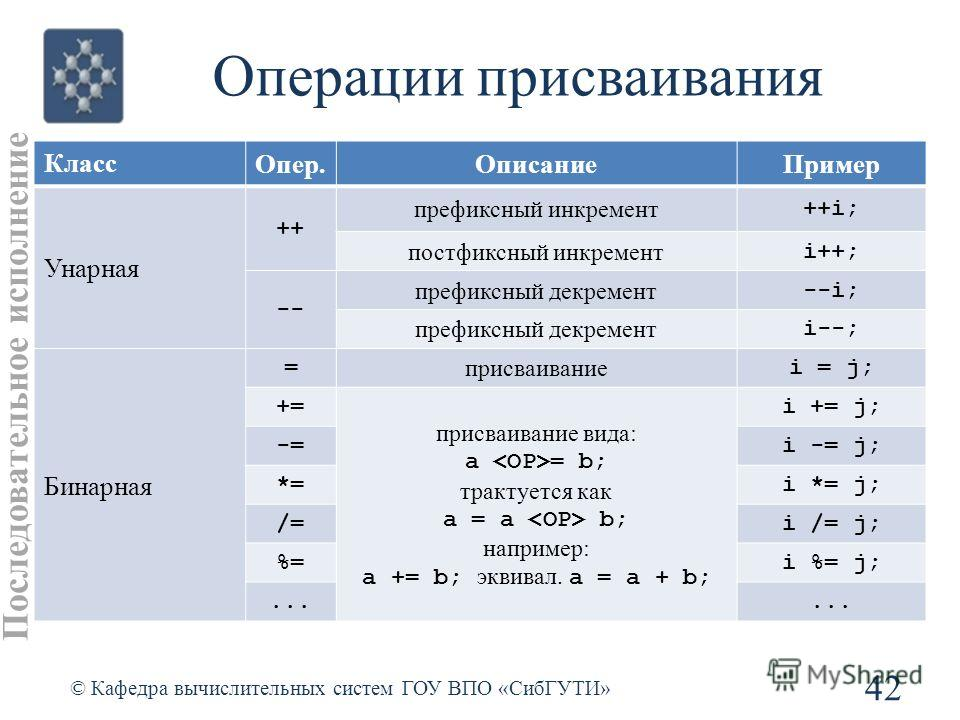 Операции присваивания
Последовательное исполнение
Класс Опер. Описание Пример
Унарная
++
префиксный инкремент ++i;
постфиксный инкремент i++;
--
префиксный декремент --i;
префиксный декремент i--;
Бинарная
= присваивание i = j;
+= i += j;
-= i -= j;
*= i *= j;
/= i /= j;
%= i %= j;
... ...
присваивание вида:
a <OP>= b;
трактуется как
a = a <OP> b;
например:
a += b; эквивал. a = a + b;
© Кафедра вычислительных систем ГОУ ВПО «СибГУТИ»
42
MyShared